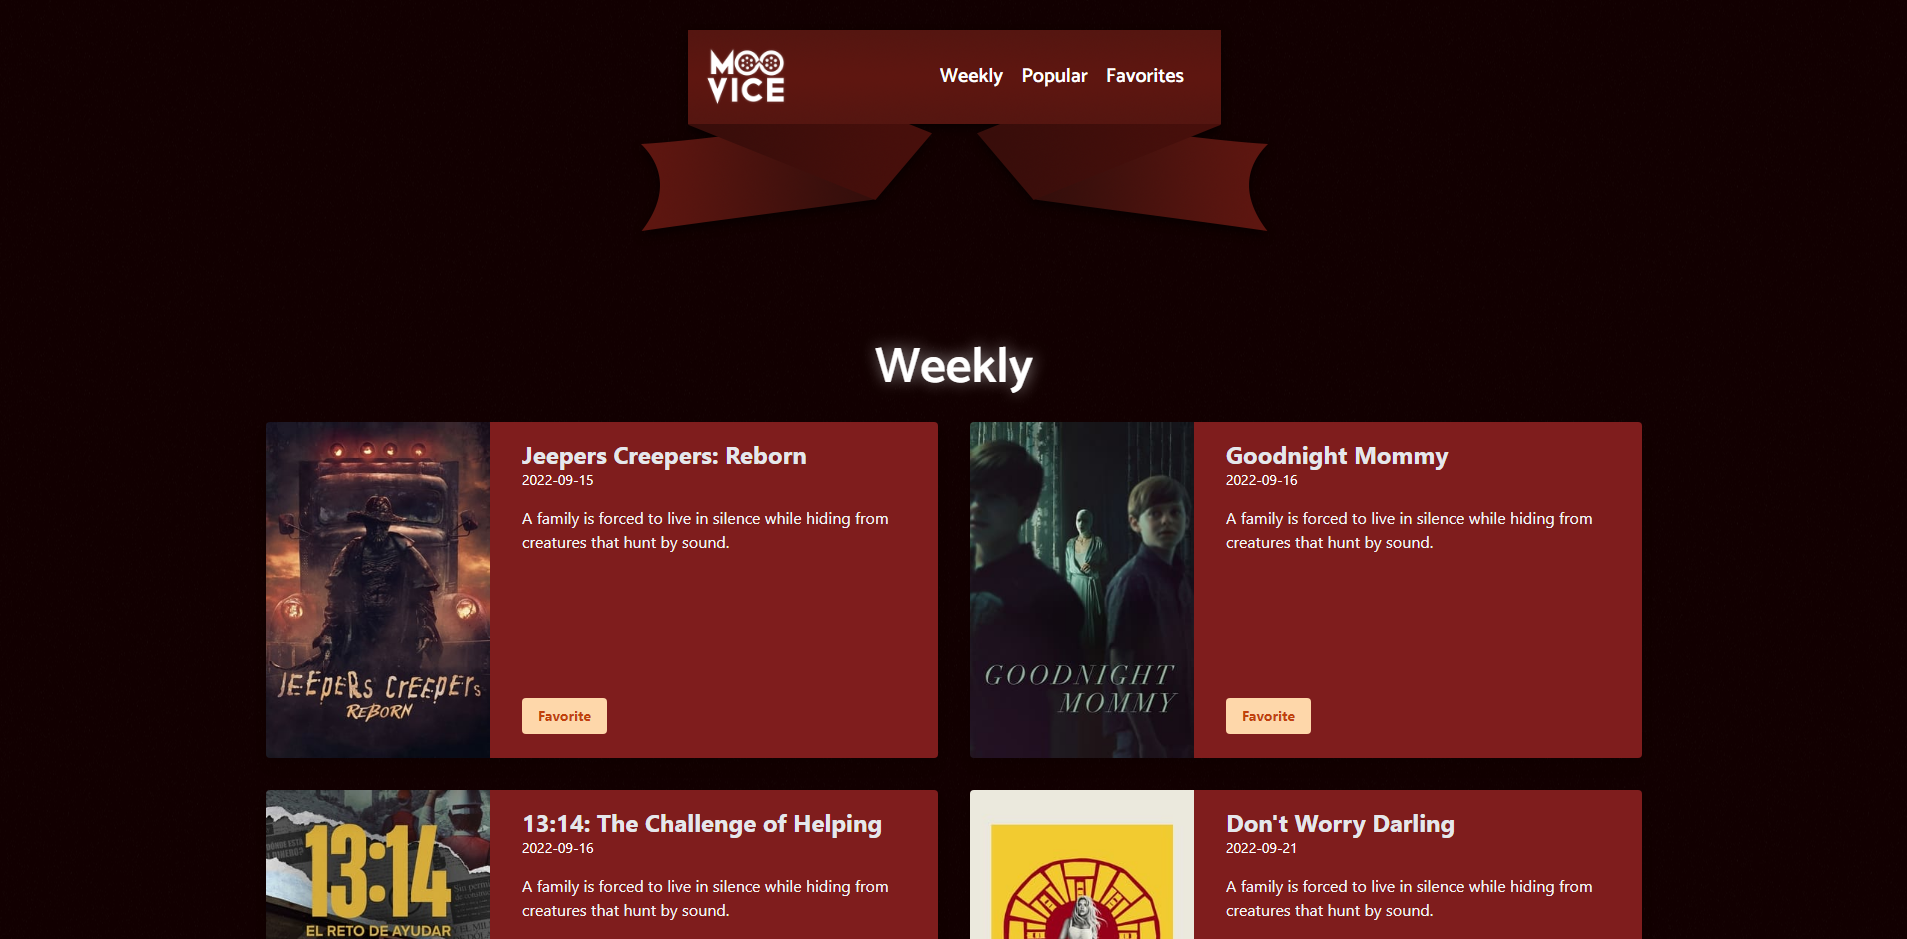 MOO
VICE
Weekly Popular Favorites
Weekly
Jeepers Creepers: Reborn
2022-09-15
A family is forced to live in silence while hiding from
creatures that hunt by sound.
JEEPERS CREEPERS
REBORN
Favorite
Goodnight Mommy
2022-09-16
A family is forced to live in silence while hiding from
creatures that hunt by sound.
GOODNIGHT
MOMMY
Favorite
13:14
EL RETO DE AYUDAR
13:14: The Challenge of Helping
2022-09-16
A family is forced to live in silence while hiding from
creatures that hunt by sound.
Don't Worry Darling
2022-09-21
A family is forced to live in silence while hiding from
creatures that hunt by sound.